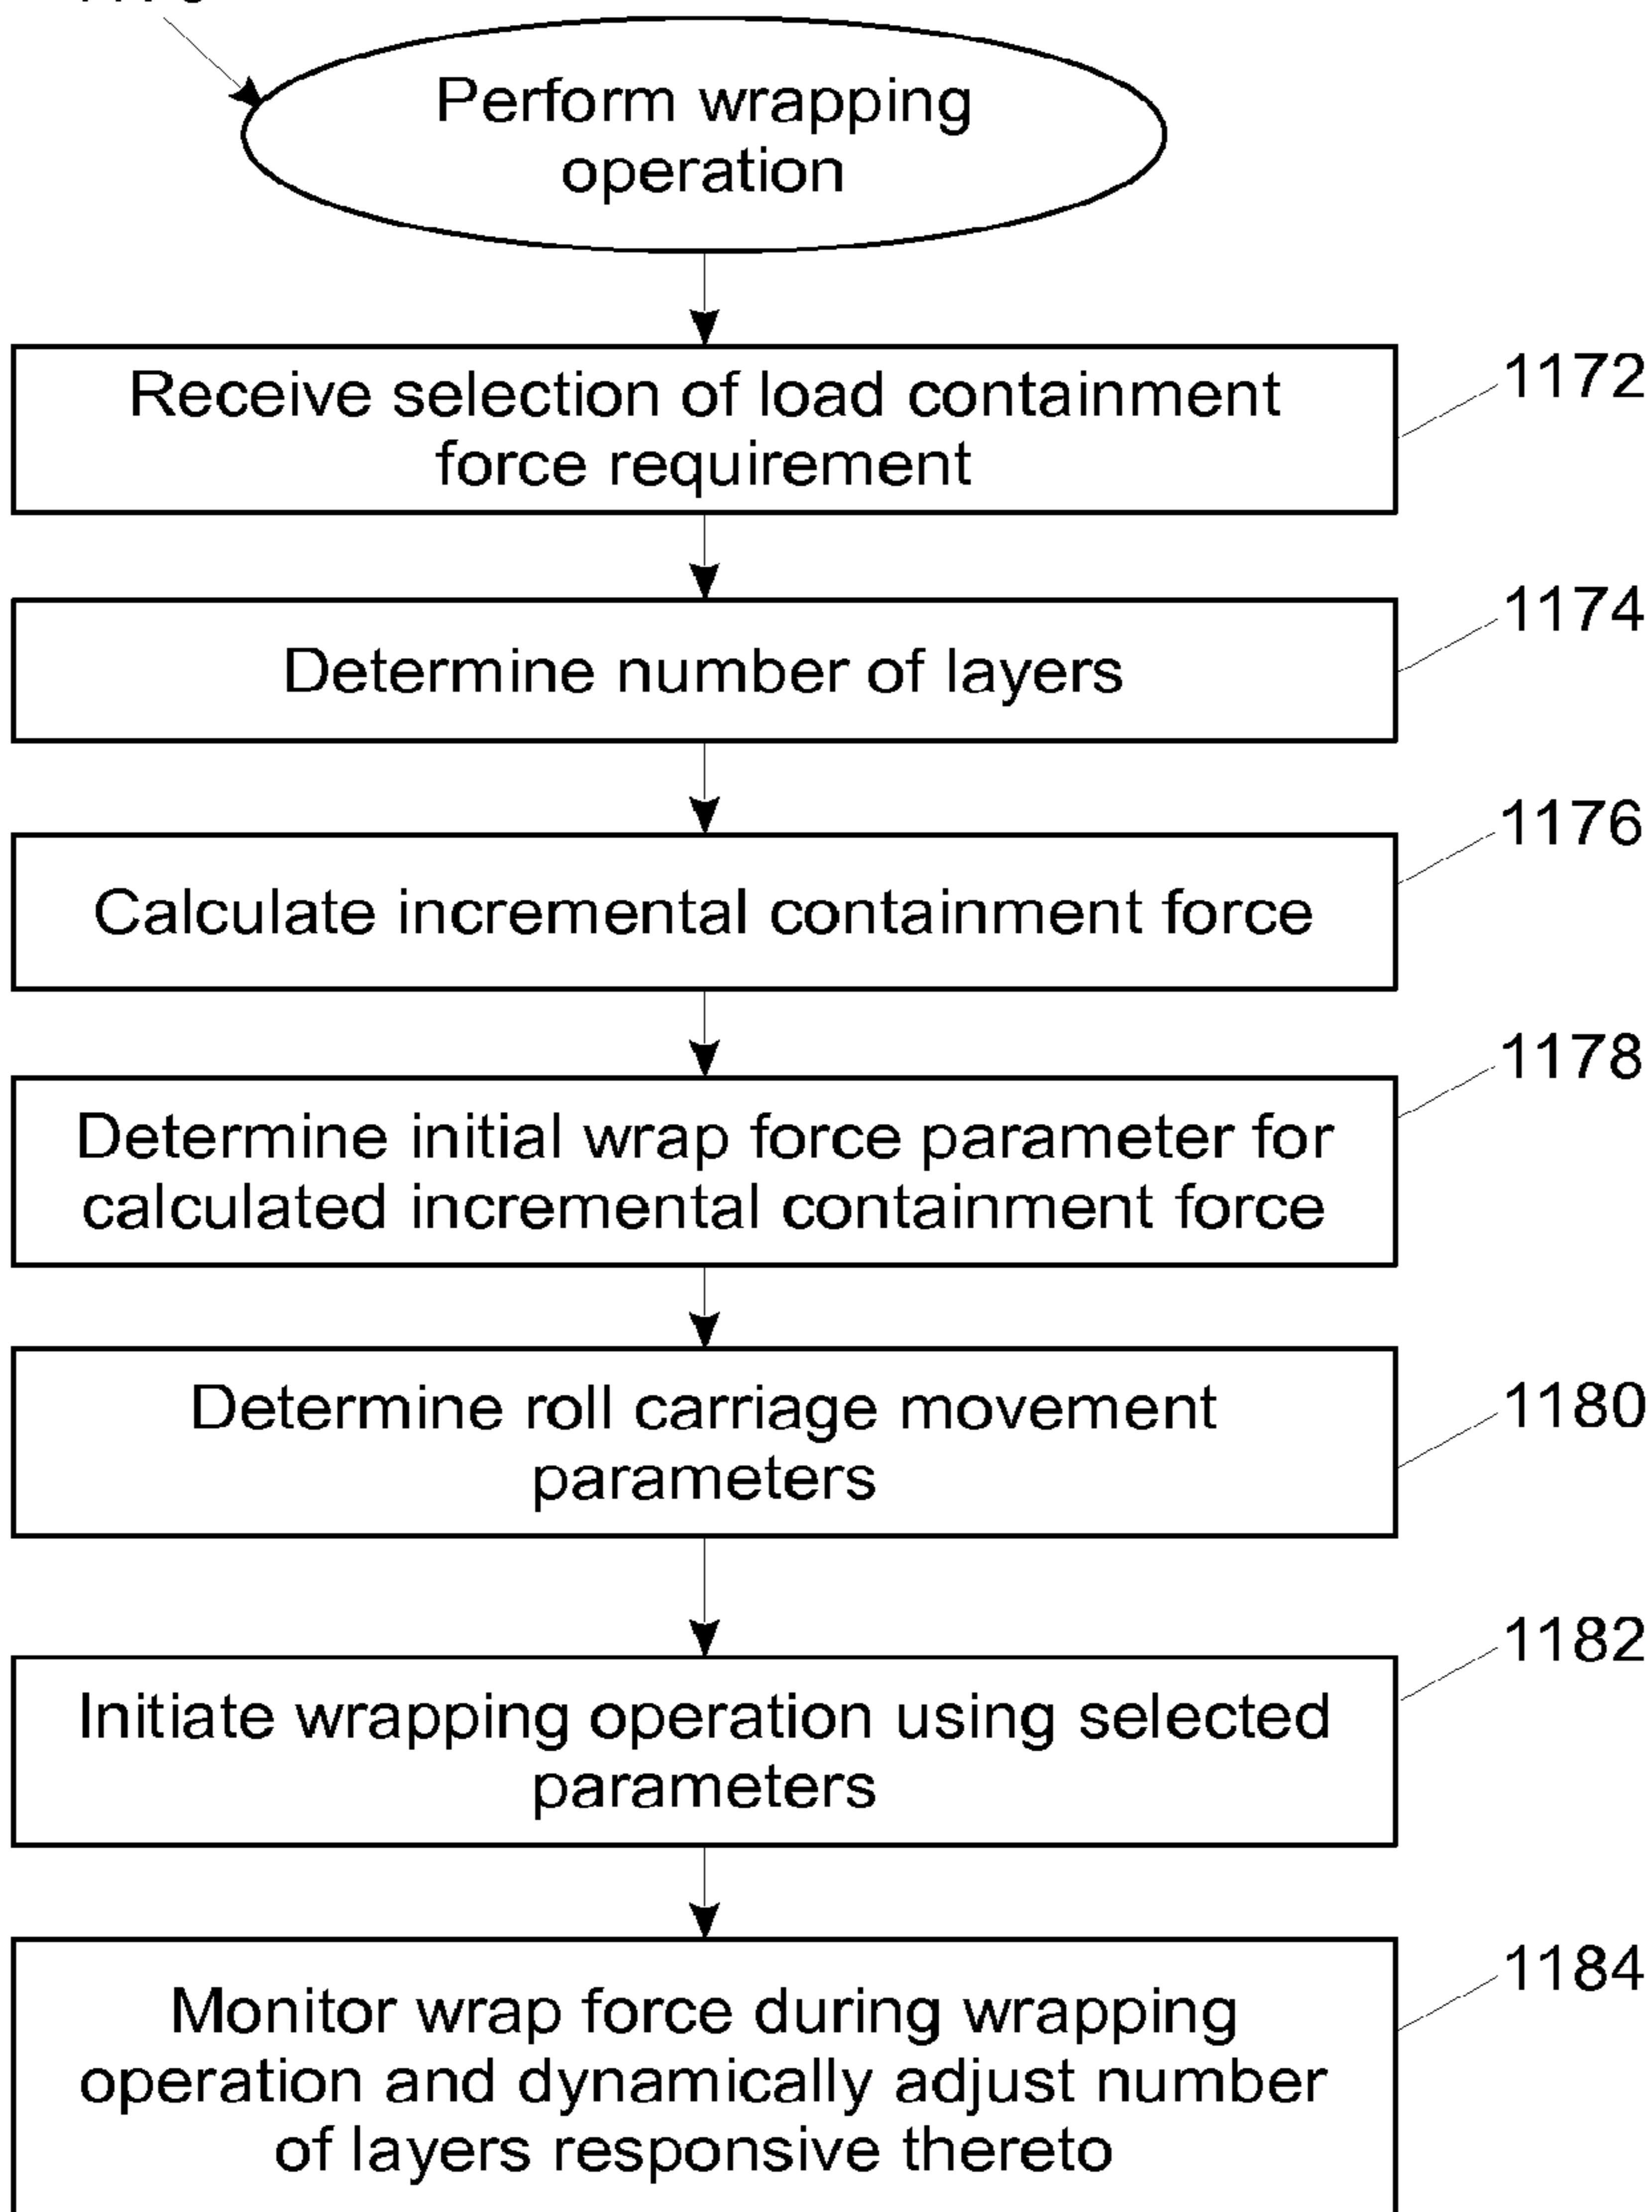 Perform wrapping
operation
Receive selection of load containment
force requirement
1172
Determine number of layers
1174
Calculate incremental containment force
1176
Determine initial wrap force parameter for
calculated incremental containment force
1178
Determine roll carriage movement
parameters
1180
Initiate wrapping operation using selected
parameters
1182
Monitor wrap force during wrapping
operation and dynamically adjust number
of layers responsive thereto
1184